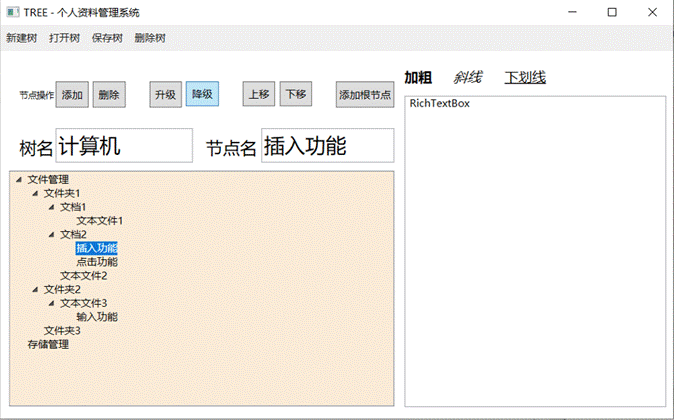 TREE - 个人资料管理系统
新建树 打开树 保存树 删除树
节点操作 添加 删除 升级 降级 上移 下移 添加根节点
加粗 斜线 下划线
树名 计算机 节点名 插入功能
RichTextBox
文件管理
文件夹1
文档1
文本文件1
文档2
插入功能
点击功能
文本文件2
文件夹2
文本文件3
输入功能
文件夹3
存储管理